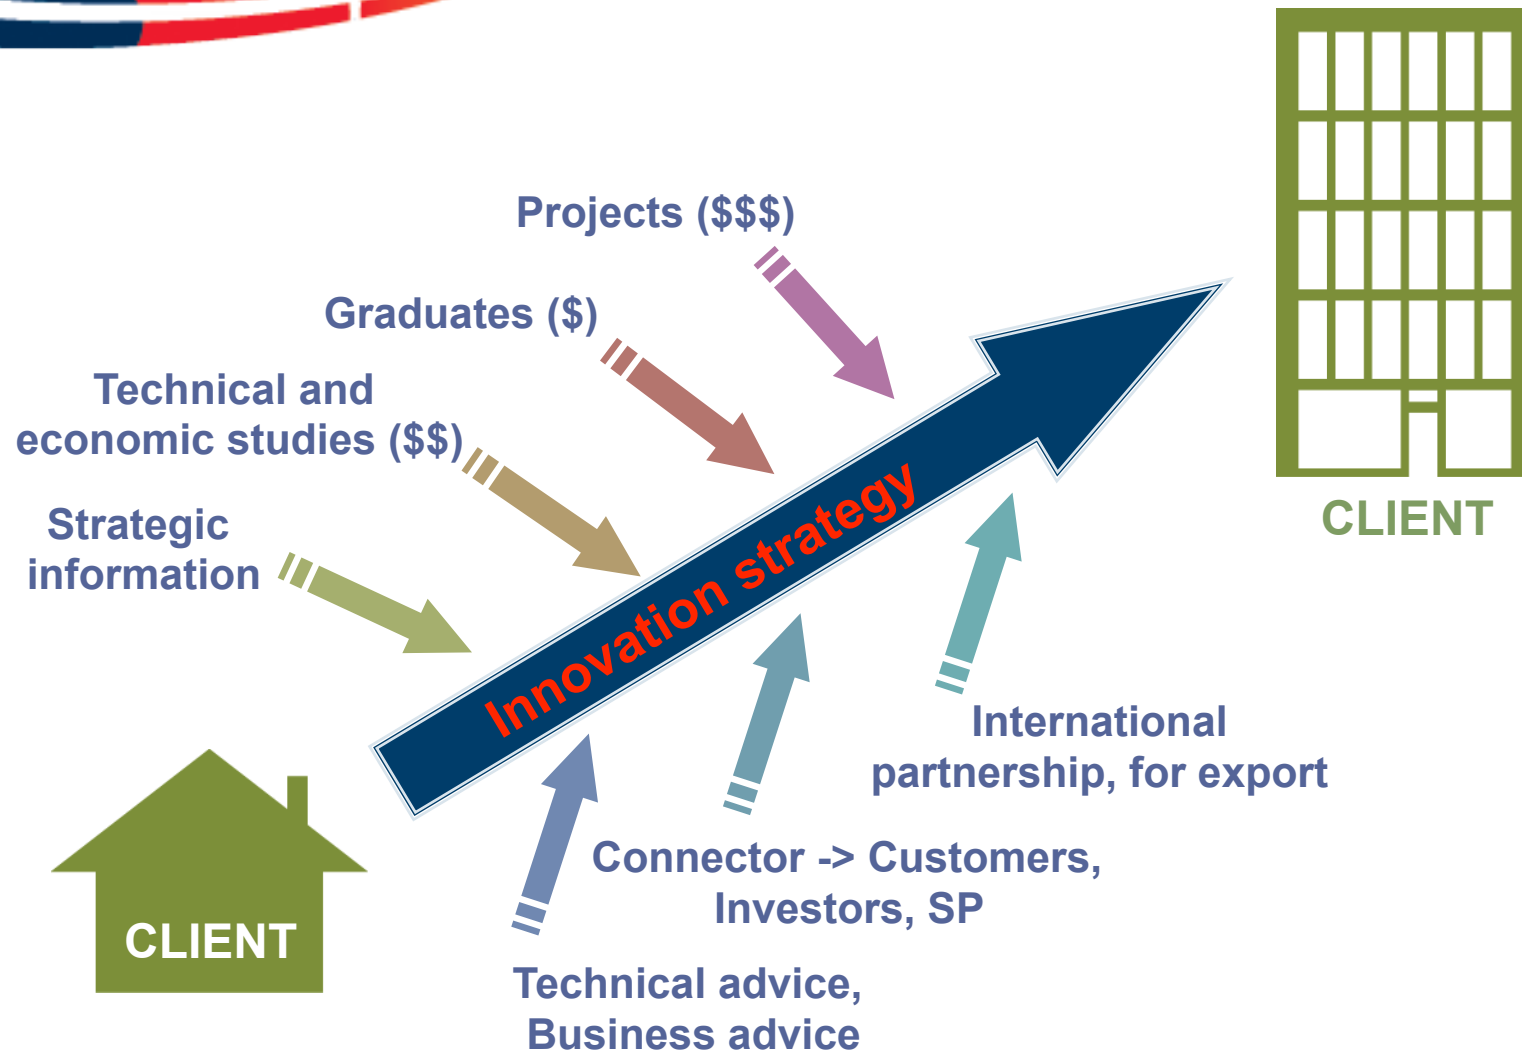 Projects ($$$)
Graduates ($)
Technical and
economic studies ($$)
Strategic
information
Innovation strategy
CLIENT
International
partnership, for export
Connector -> Customers,
Investors, SP
CLIENT
Technical advice,
Business advice